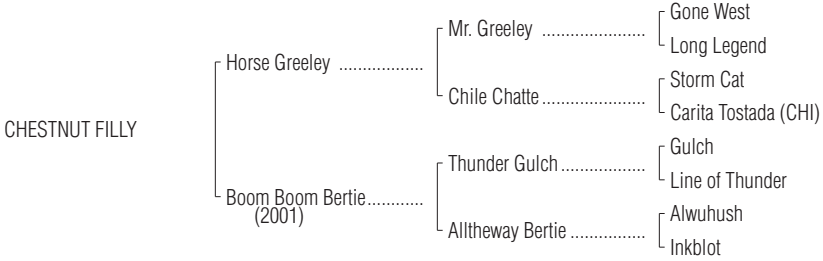 Gone West
Mr. Greeley ......................
Long Legend
Horse Greeley ..................
Storm Cat
Chile Chatte ......................
Carita Tostada (CHI)
CHESTNUT FILLY
Gulch
Thunder Gulch ..................
Line of Thunder
Boom Boom Bertie ............
(2001)
Alwuhush
Alltheway Bertie ................
Inkblot